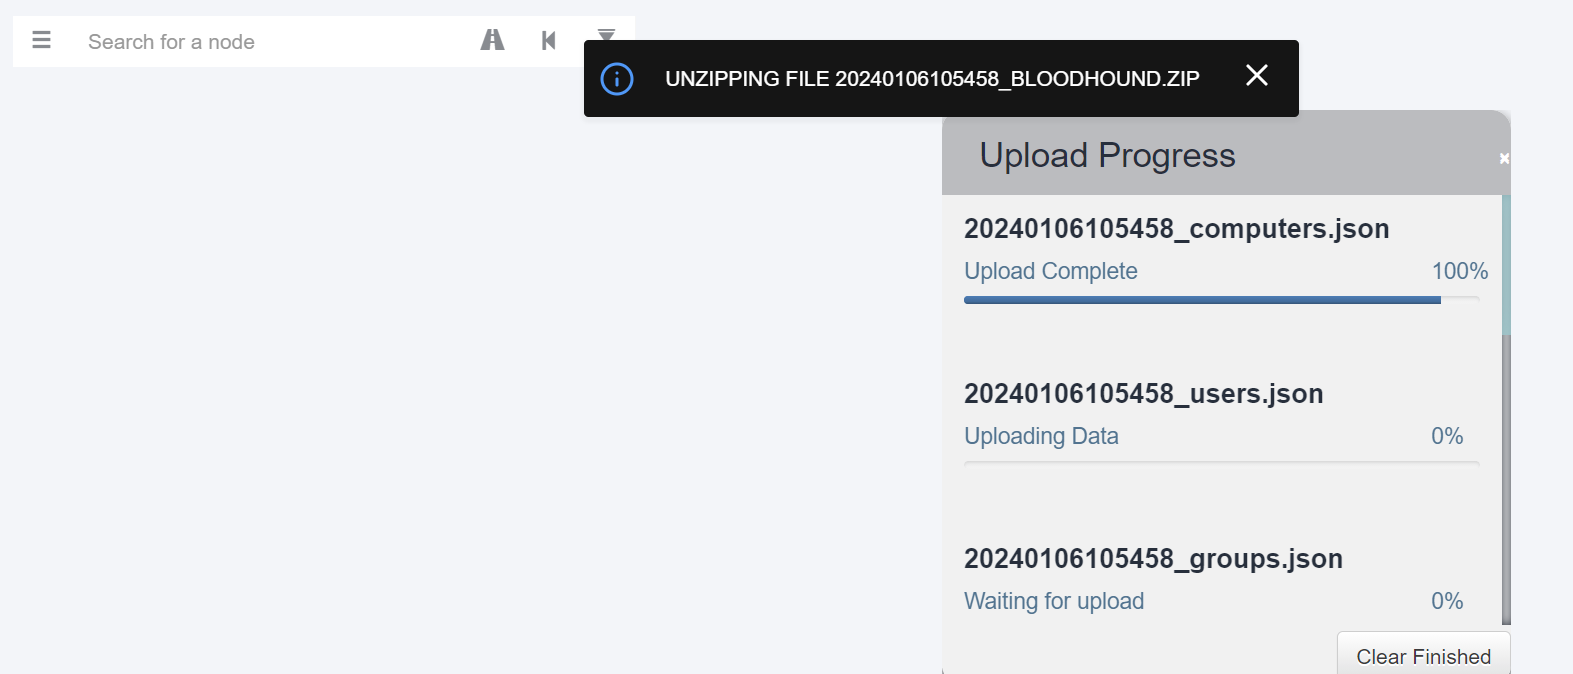 Search for a node
UNZIPPING FILE 20240106105458_BLOODHOUND.ZIP
Upload Progress
20240106105458_computers.json
Upload Complete 100%
20240106105458_users.json
Uploading Data 0%
20240106105458_groups.json
Waiting for upload 0%
Clear Finished